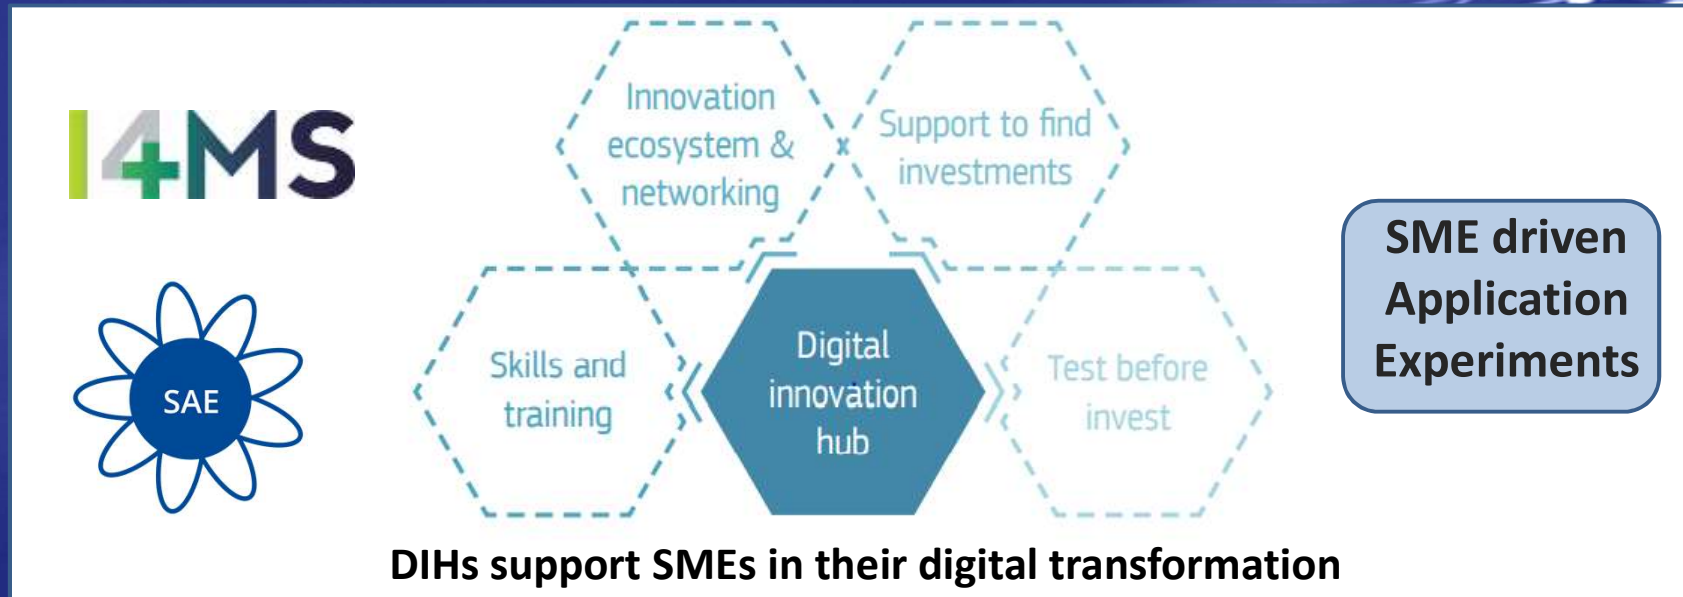 I4MS
Innovation
ecosystem &
networking
Support to find
investments
SME driven
Application
Experiments
SAE
Skills and
training
Digital
innovation
hub
Test before
invest
DIHs support SMEs in their digital transformation